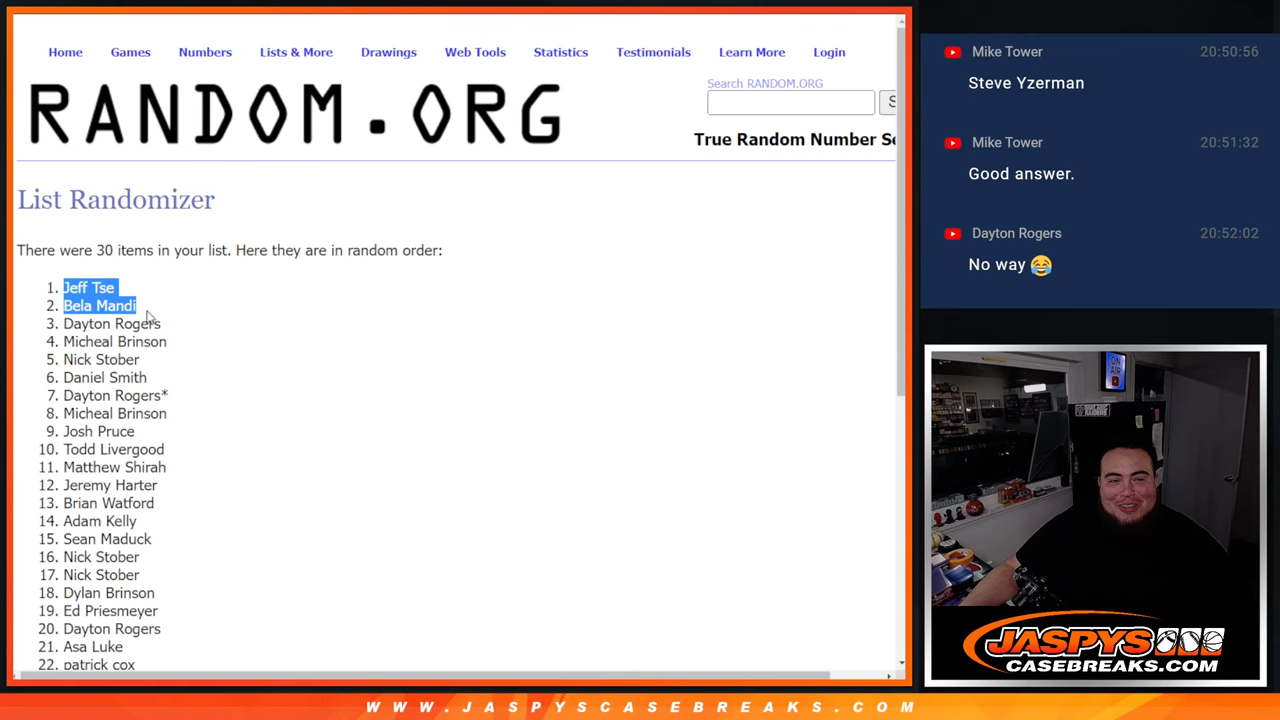 Home Games Numbers Lists & More Drawings Web Tools Statistics Testimonials Learn More Login
RANDOM.ORG
Search RANDOM.ORG
True Random Number Se
List Randomizer
There were 30 items in your list. Here they are in random order:
1. Jeff Tse
2. Bela Mandi
3. Dayton Rogers
4. Micheal Brinson
5. Nick Stober
6. Daniel Smith
7. Dayton Rogers*
8. Micheal Brinson
9. Josh Pruce
10. Todd Livergood
11. Matthew Shirah
12. Jeremy Harter
13. Brian Watford
14. Adam Kelly
15. Sean Maduck
16. Nick Stober
17. Nick Stober
18. Dylan Brinson
19. Ed Priesmeyer
20. Dayton Rogers
21. Asa Luke
22. patrick cox
Mike Tower 20:50:56
Steve Yzerman
Mike Tower 20:51:32
Good answer.
Dayton Rogers 20:52:02
No way 😂
ON AIR
JASPYS
CASEBREAKS.COM
WWW.JASPYSCASEBREAKS.COM